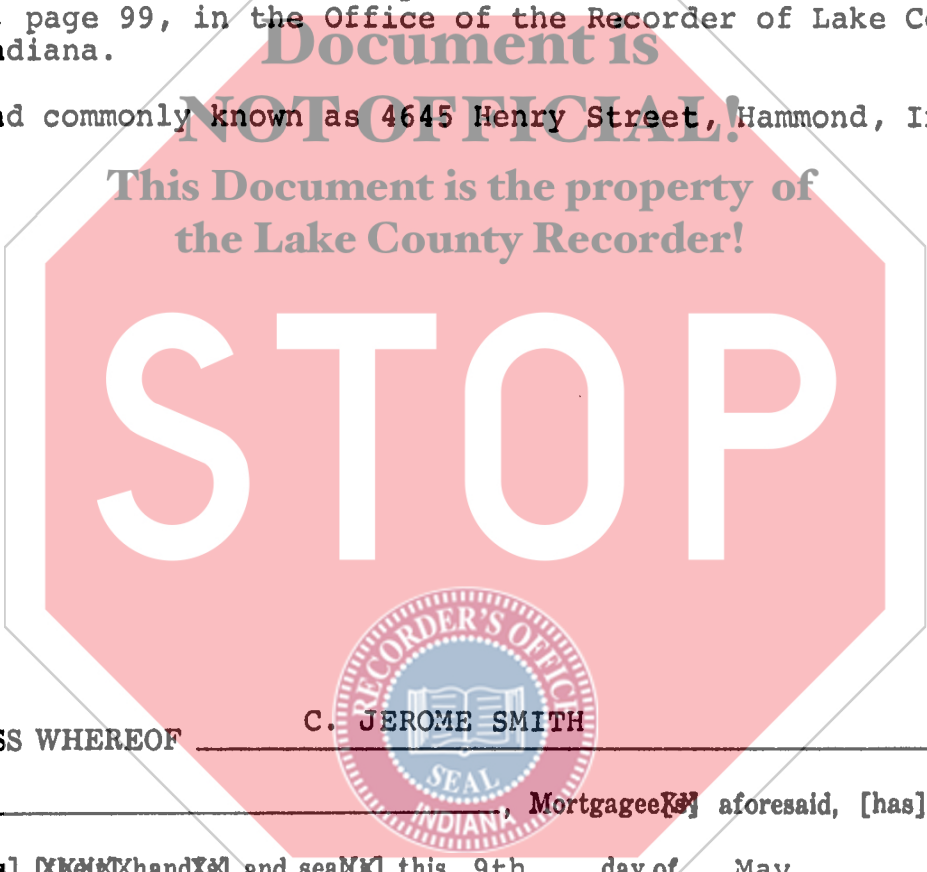 page 99, in the Office of the Recorder of Lake
diana.
Document is
d commonly known as 4645 Henry Street, Hammond,
NOT OFFICIAL!
This Document is the property of
the Lake County Recorder!
STOP
RECORDER'S OFFICE
C. JEROME SMITH
SS WHEREOF
SEAL
INDIANA
, Mortgagee[s] aforesaid, [has]
hand and seal this 9th day of May